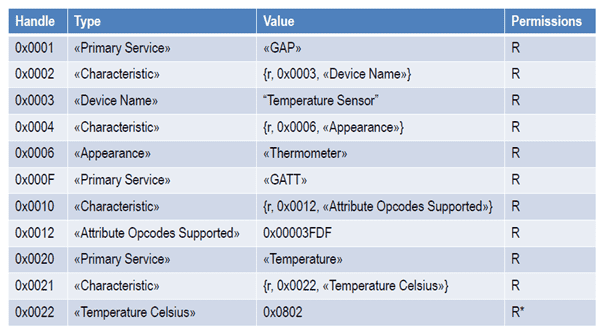 Handle Type Value Permissions
0x0001 «Primary Service» «GAP» R
0x0002 «Characteristic» {r, 0x0003, «Device Name»} R
0x0003 «Device Name» “Temperature Sensor” R
0x0004 «Characteristic» {r, 0x0006, «Appearance»} R
0x0006 «Appearance» «Thermometer» R
0x000F «Primary Service» «GATT» R
0x0010 «Characteristic» {r, 0x0012, «Attribute Opcodes Supported»} R
0x0012 «Attribute Opcodes Supported» 0x00003FDF R
0x0020 «Primary Service» «Temperature» R
0x0021 «Characteristic» {r, 0x0022, «Temperature Celsius»} R
0x0022 «Temperature Celsius» 0x0802 R*